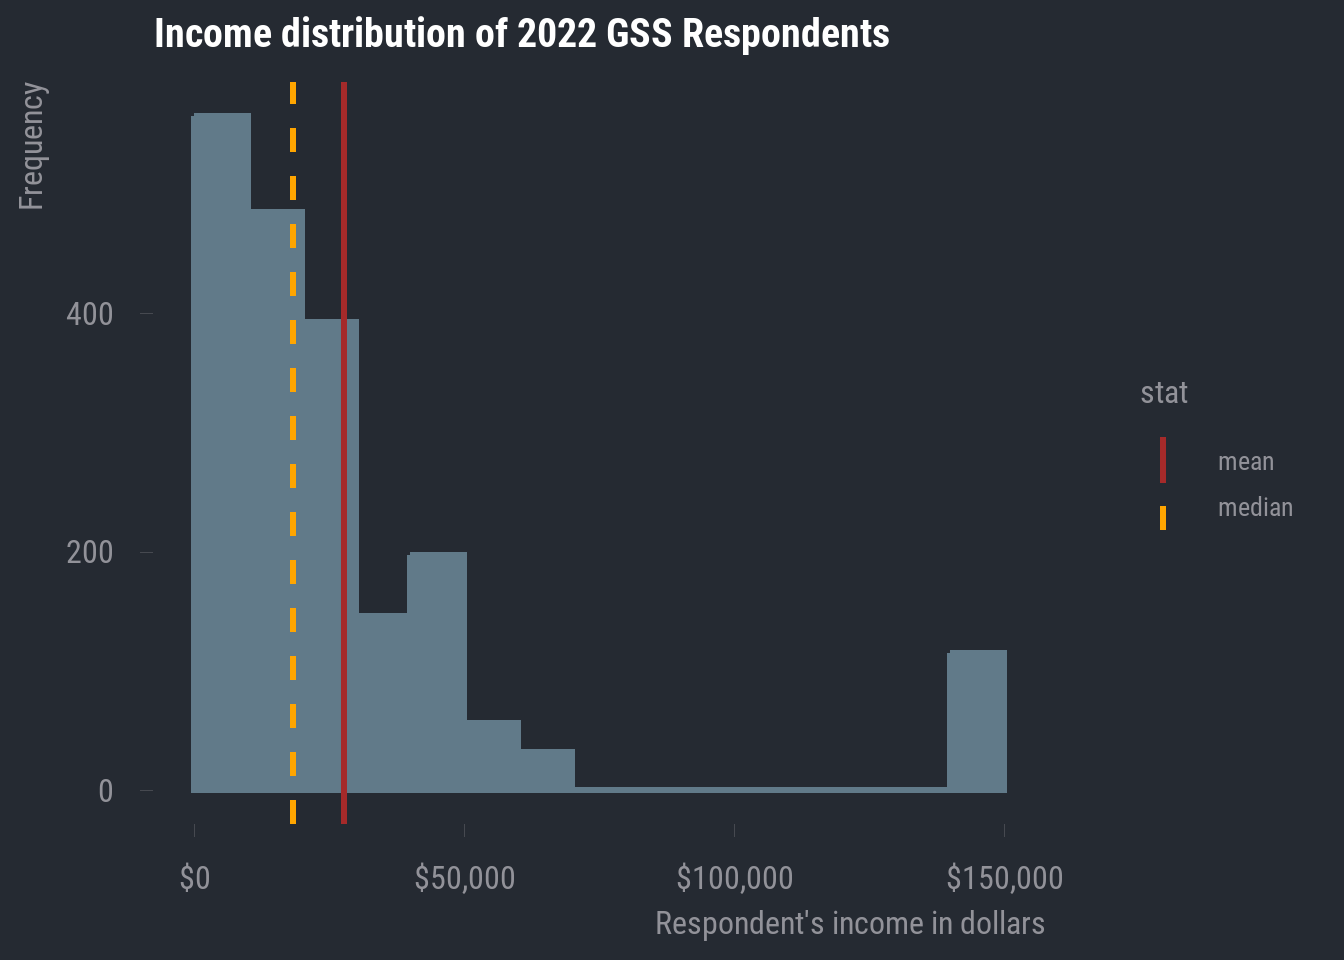 Income distribution of 2022 GSS Respondents
Frequency
400
200
0
stat
mean
median
$0
$50,000
$100,000
$150,000
Respondent's income in dollars